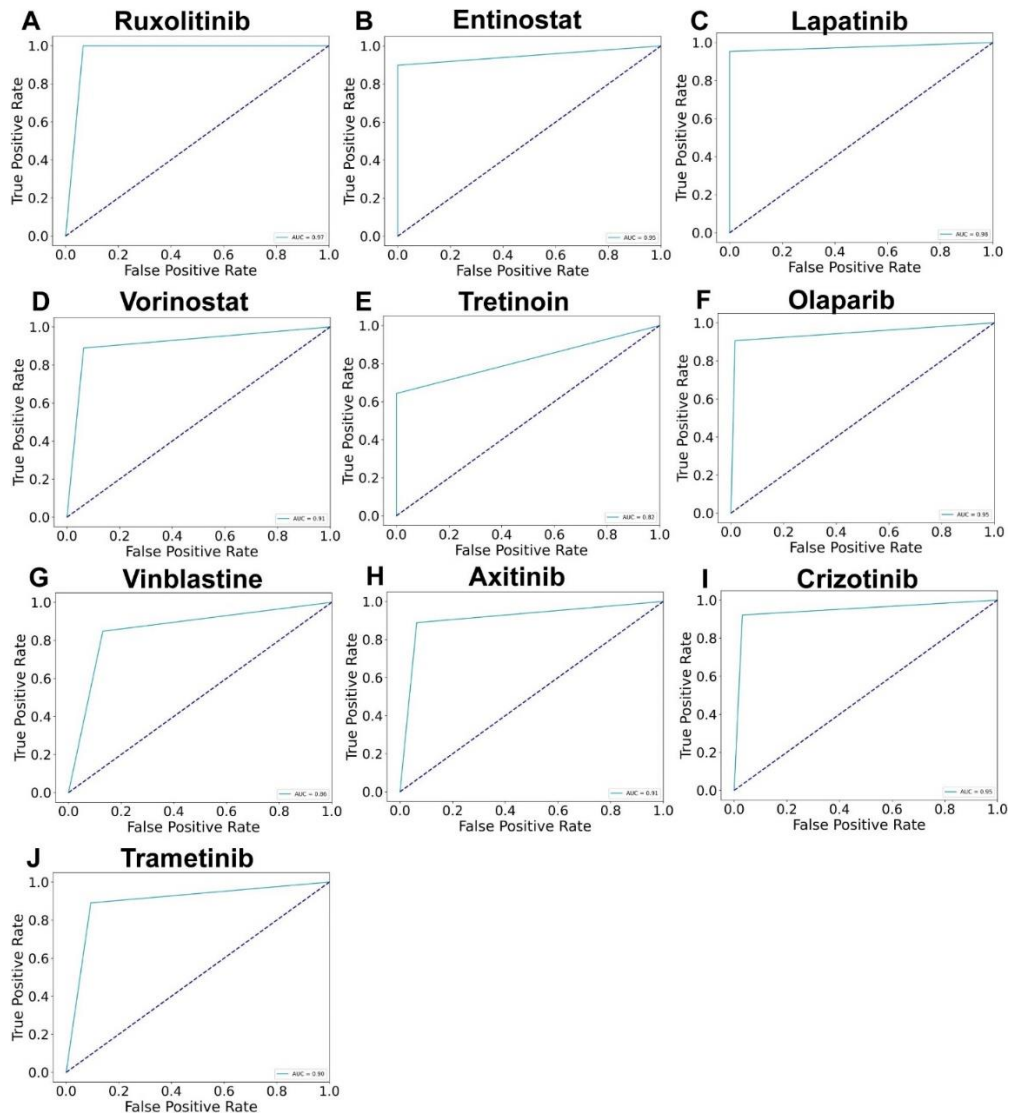 A Ruxolitinib
True Positive Rate
1.0
0.8
0.6
0.4
0.2
0.0
0.0 0.2 0.4 0.6 0.8 1.0
False Positive Rate
AUC = 0.97
B Entinostat
True Positive Rate
1.0
0.8
0.6
0.4
0.2
0.0
0.0 0.2 0.4 0.6 0.8 1.0
False Positive Rate
AUC = 0.95
C Lapatinib
True Positive Rate
1.0
0.8
0.6
0.4
0.2
0.0
0.0 0.2 0.4 0.6 0.8 1.0
False Positive Rate
AUC = 0.98
D Vorinostat
True Positive Rate
1.0
0.8
0.6
0.4
0.2
0.0
0.0 0.2 0.4 0.6 0.8 1.0
False Positive Rate
AUC = 0.91
E Tretinoin
True Positive Rate
1.0
0.8
0.6
0.4
0.2
0.0
0.0 0.2 0.4 0.6 0.8 1.0
False Positive Rate
AUC = 0.82
F Olaparib
True Positive Rate
1.0
0.8
0.6
0.4
0.2
0.0
0.0 0.2 0.4 0.6 0.8 1.0
False Positive Rate
AUC = 0.95
G Vinblastine
True Positive Rate
1.0
0.8
0.6
0.4
0.2
0.0
0.0 0.2 0.4 0.6 0.8 1.0
False Positive Rate
AUC = 0.86
H Axitinib
True Positive Rate
1.0
0.8
0.6
0.4
0.2
0.0
0.0 0.2 0.4 0.6 0.8 1.0
False Positive Rate
AUC = 0.91
I Crizotinib
True Positive Rate
1.0
0.8
0.6
0.4
0.2
0.0
0.0 0.2 0.4 0.6 0.8 1.0
False Positive Rate
AUC = 0.95
J Trametinib
True Positive Rate
1.0
0.8
0.6
0.4
0.2
0.0
0.0 0.2 0.4 0.6 0.8 1.0
False Positive Rate
AUC = 0.90